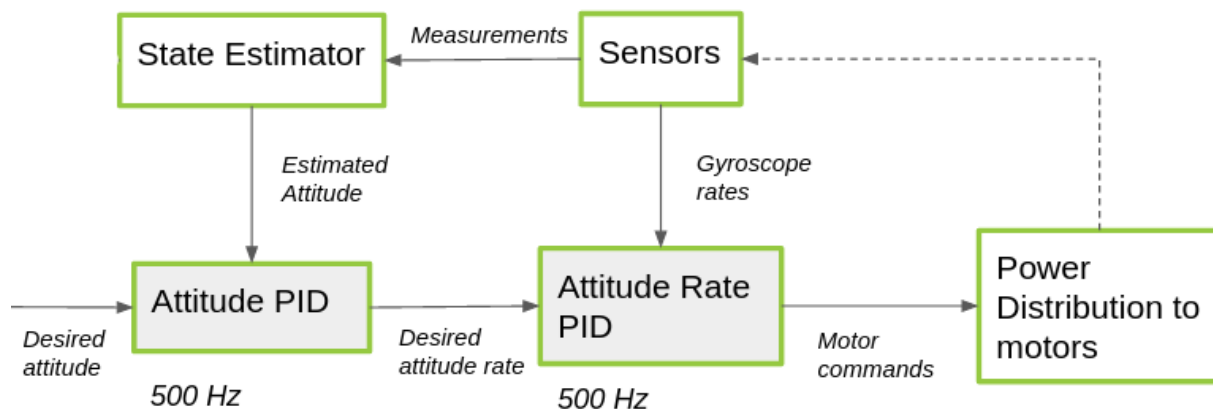 State Estimator
Measurements
Sensors
Estimated
Attitude
Gyroscope
rates
Attitude PID
Attitude Rate
PID
Power
Distribution to
motors
Desired
attitude
Desired
attitude rate
Motor
commands
500 Hz
500 Hz